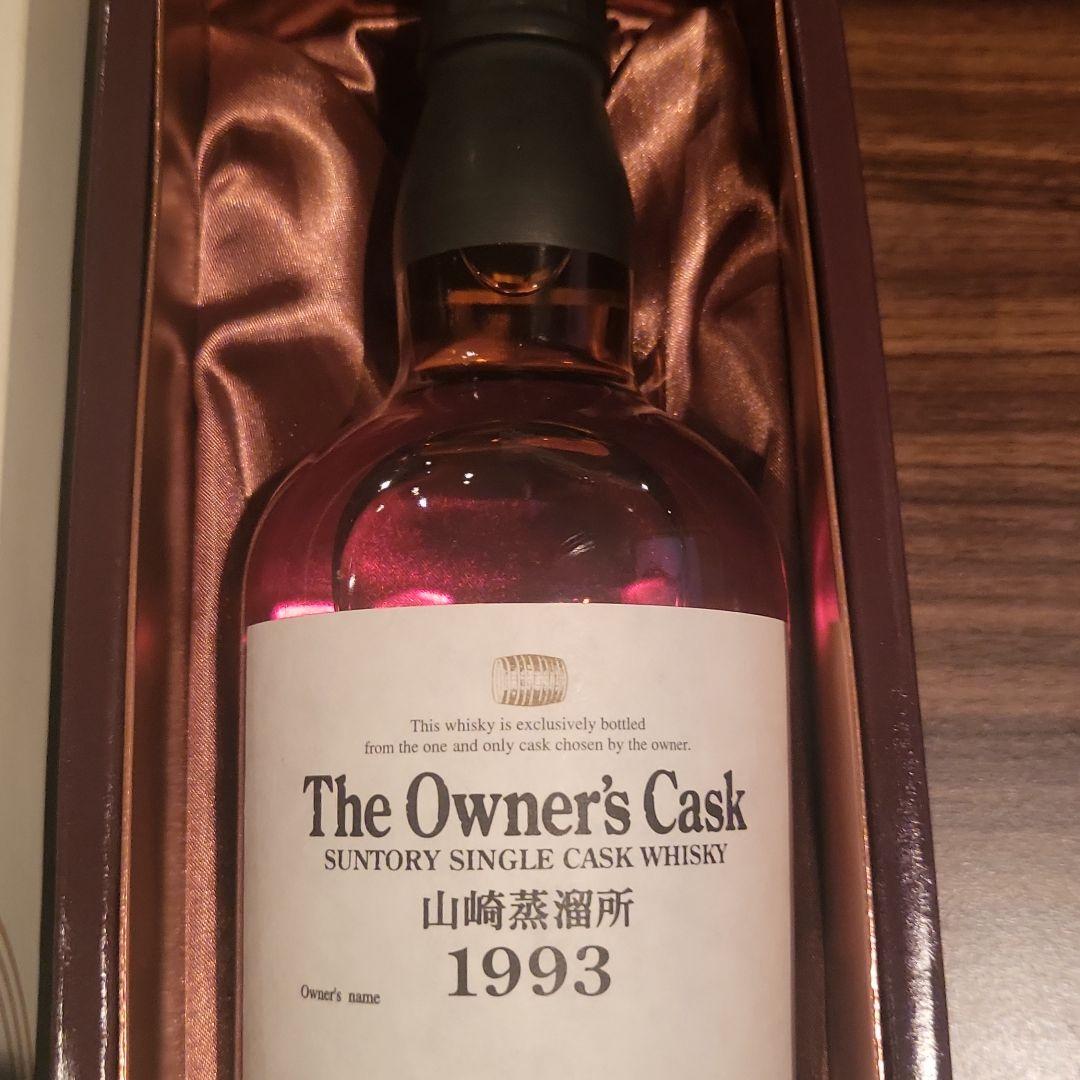 This whisky is exclusively bottled
from the one and only cask chosen by the owner.
The Owner's Cask
SUNTORY SINGLE CASK WHISKY
山崎蒸溜所
1993
Owner's name